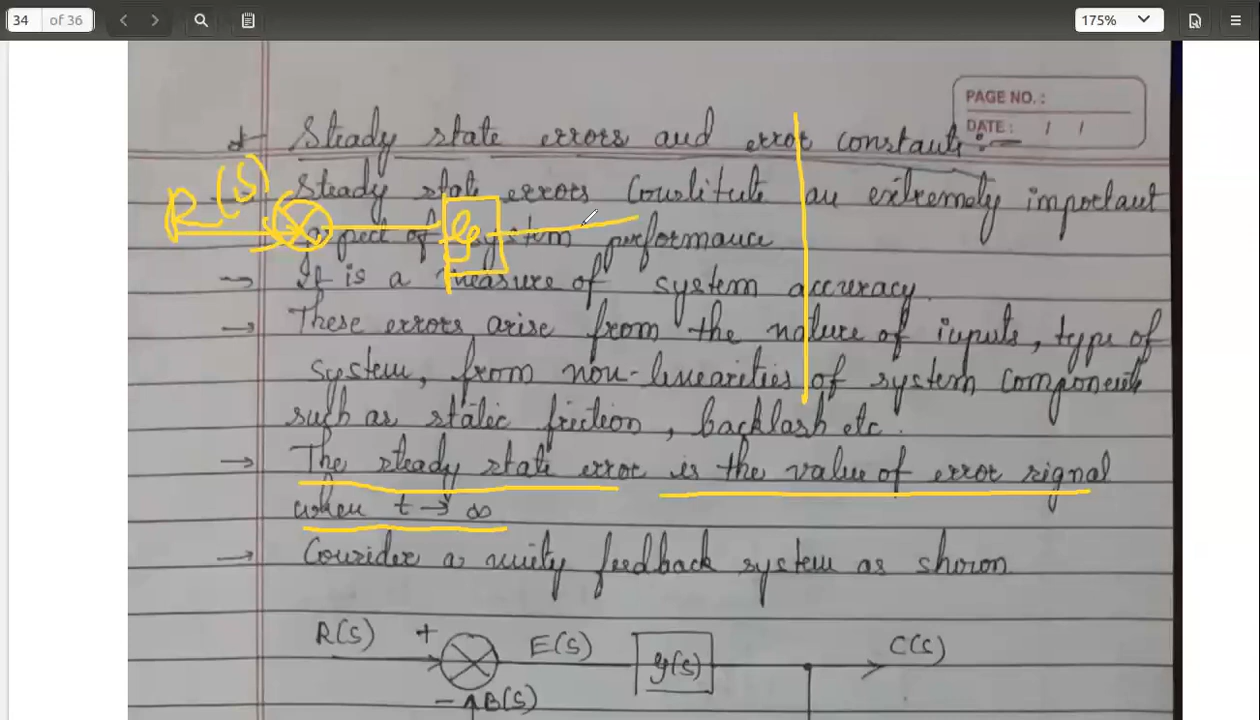 34 of 36
175%
PAGE NO. :
DATE : / /
* Steady state errors and error constants :-
Steady state errors Constitute an extremely important
R(S)
aspect of system performance
→ It is a measure of system accuracy.
→ These errors arise from the nature of inputs, type of
system, from non-linearities of system components
such as static friction, backlash etc.
→ The steady state error is the value of error signal
when t → ∞
→ Consider a unity feedback system as shown
R(S) + E(S) G(S) C(S)
- B(S)